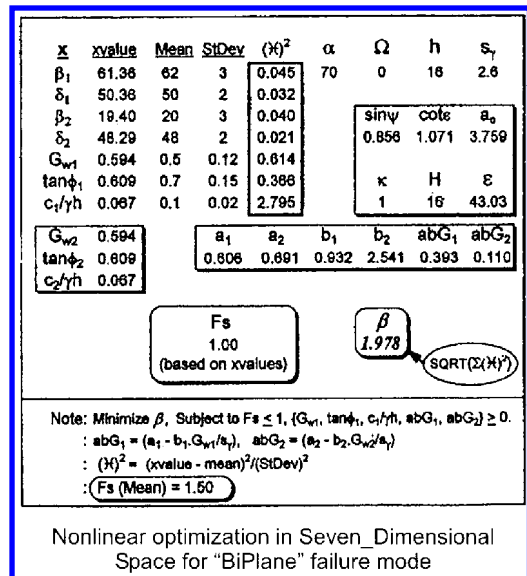 x xvalue Mean StDev (Ӿ)² α Ω h sᵧ
β₁ 61.36 62 3 0.045 70 0 16 2.6
δ₁ 50.36 50 2 0.032
β₂ 19.40 20 3 0.040 sinψ cotε a₀
δ₂ 48.29 48 2 0.021 0.856 1.071 3.759
G_w1 0.594 0.5 0.12 0.614
tanϕ₁ 0.609 0.7 0.15 0.366 κ H ε
c₁/γh 0.067 0.1 0.02 2.795 1 16 43.03
G_w2 0.594 a₁ a₂ b₁ b₂ abG₁ abG₂
tanϕ₂ 0.609 0.606 0.691 0.932 2.541 0.393 0.110
c₂/γh 0.067
Fs
1.00
(based on xvalues)
β
1.978
SQRT(Σ(Ӿ)²)
Note: Minimize β, Subject to Fs ≤ 1, {G_w1, tanϕ₁, c₁/γh, abG₁, abG₂} ≥ 0.
: abG₁ = (a₁ - b₁.G_w1/sᵧ), abG₂ = (a₂ - b₂.G_w2/sᵧ)
: (Ӿ)² = (xvalue - mean)²/(StDev)²
: Fs (Mean) = 1.50
Nonlinear optimization in Seven_Dimensional
Space for "BiPlane" failure mode